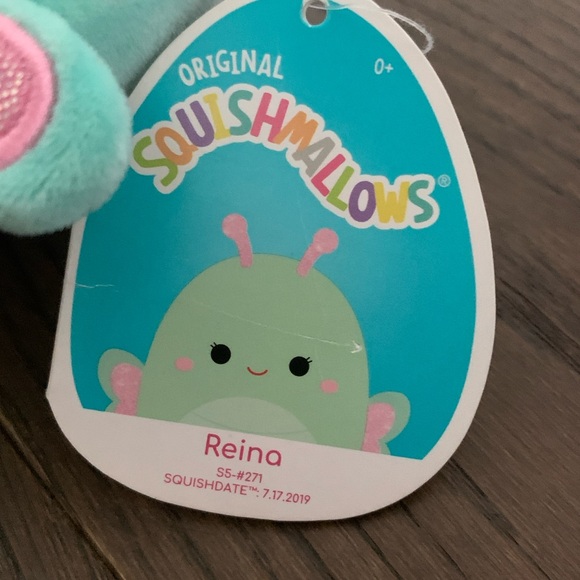 ORIGINAL
0+
SQUISHMALLOWS®
Reina
S5-#271
SQUISHDATE™: 7.17.2019